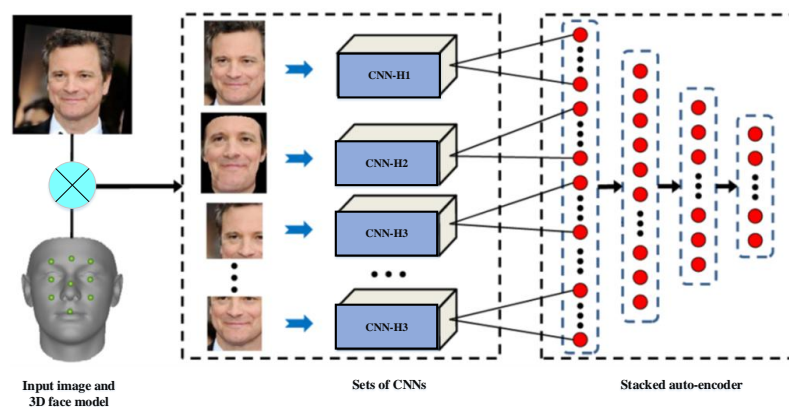 CNN-H1
CNN-H2
CNN-H3
CNN-H3
Input image and
3D face model
Sets of CNNs
Stacked auto-encoder